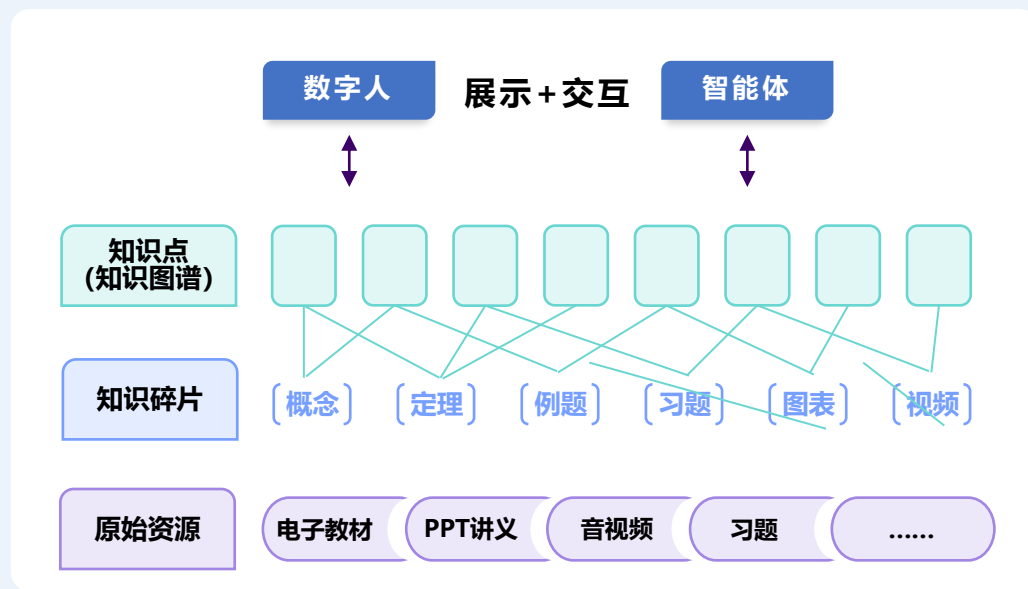 数字人
展示+交互
智能体
知识点
(知识图谱)
知识碎片
概念
定理
例题
习题
图表
视频
原始资源
电子教材
PPT讲义
音视频
习题
......